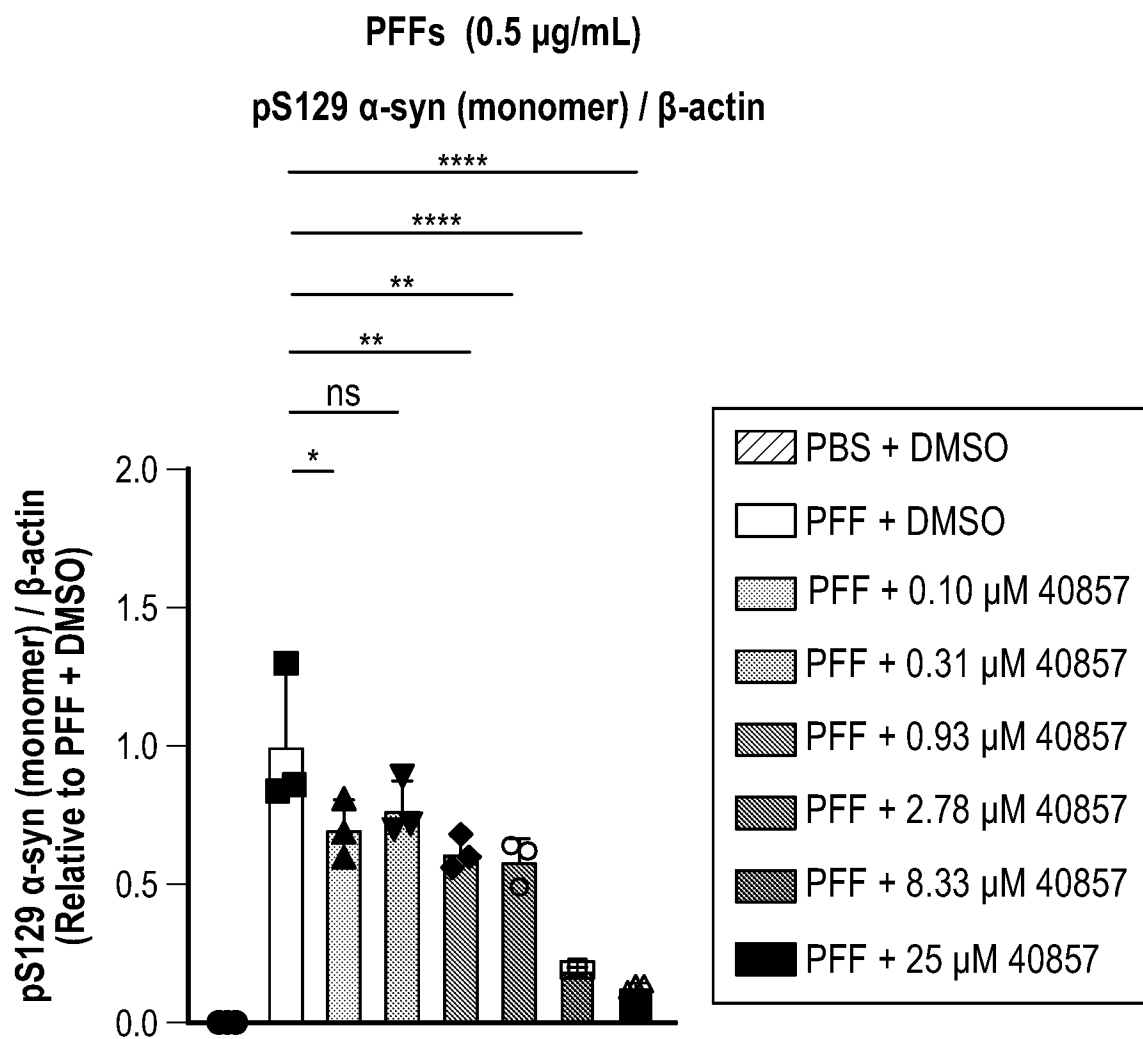 PFFs (0.5 µg/mL)
pS129 α-syn (monomer) / β-actin
****
****
**
**
ns
*
pS129 α-syn (monomer) / β-actin
(Relative to PFF + DMSO)
2.0
1.5
1.0
0.5
0.0
PBS + DMSO
PFF + DMSO
PFF + 0.10 µM 40857
PFF + 0.31 µM 40857
PFF + 0.93 µM 40857
PFF + 2.78 µM 40857
PFF + 8.33 µM 40857
PFF + 25 µM 40857